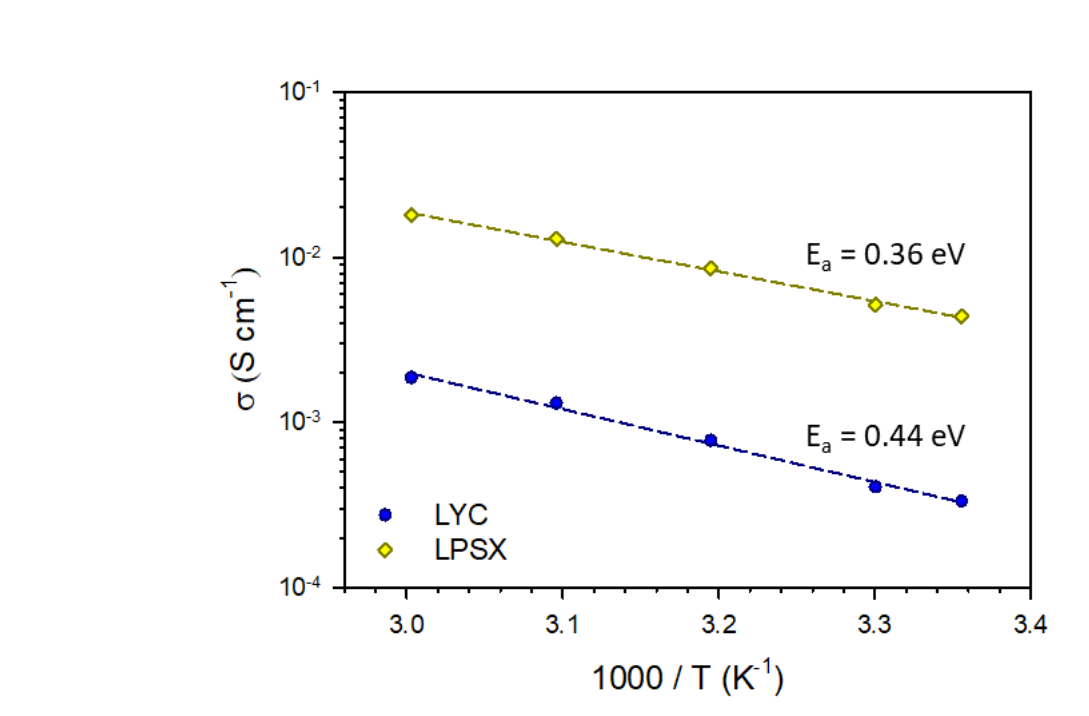 10⁻¹
10⁻²
10⁻³
10⁻⁴
σ (S cm⁻¹)
Eₐ = 0.36 eV
Eₐ = 0.44 eV
LYC
LPSX
3.0 3.1 3.2 3.3 3.4
1000 / T (K⁻¹)